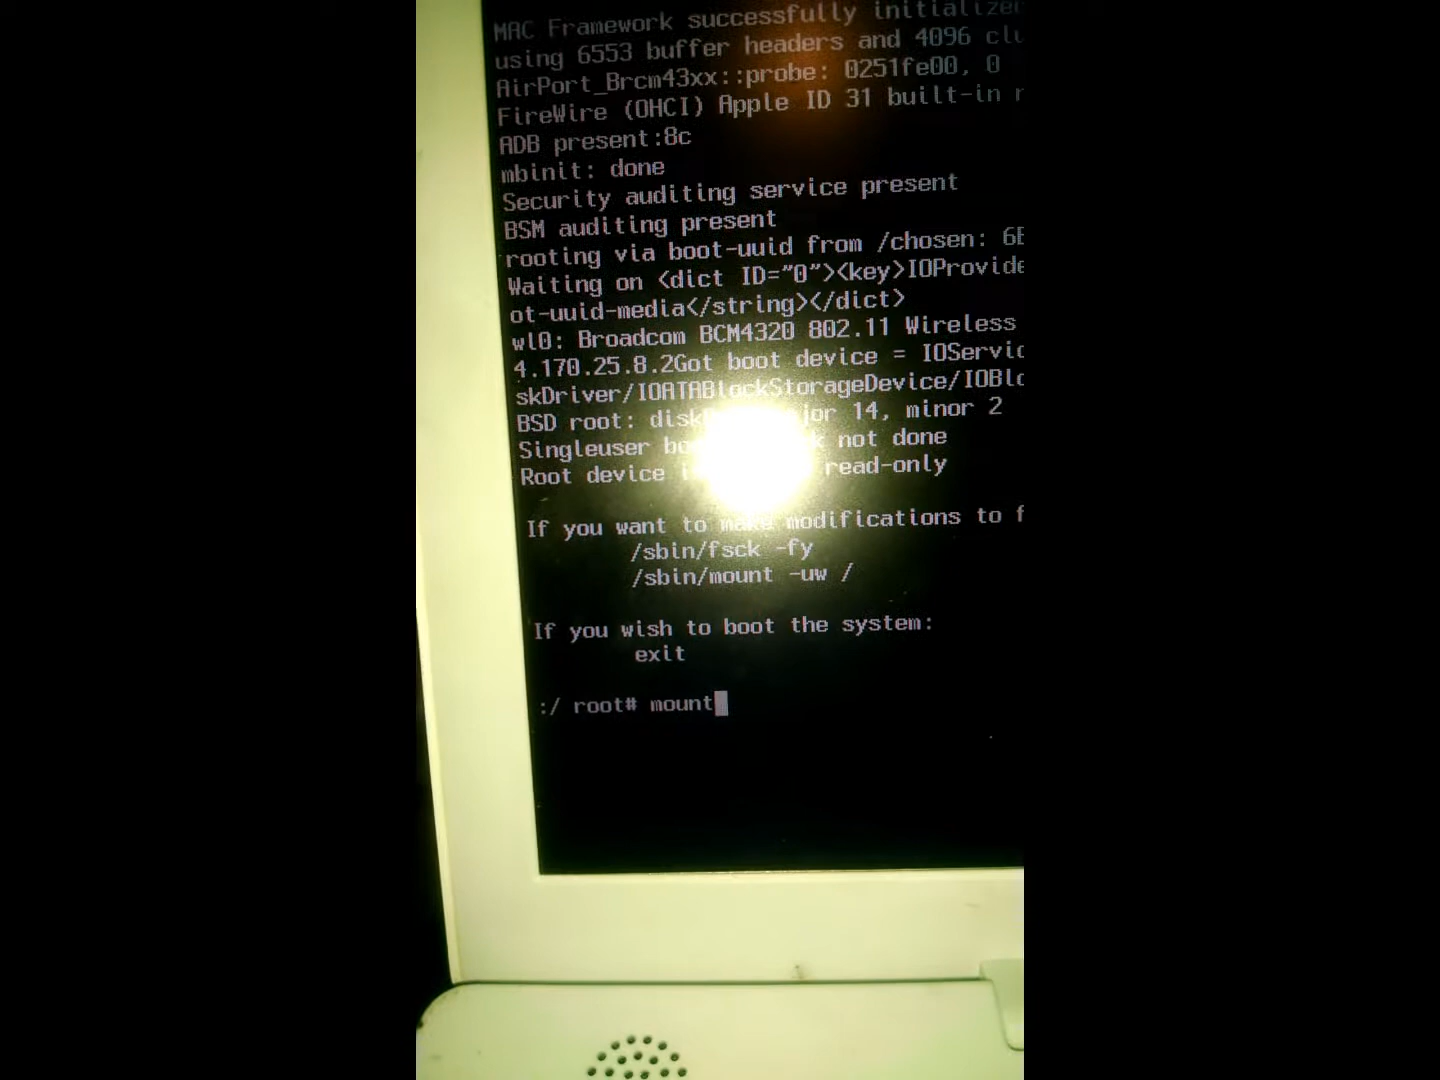 MAC Framework successfully initialized
using 6553 buffer headers and 4096 clu
AirPort_Brcm43xx::probe: 0251fe00, 0
FireWire (OHCI) Apple ID 31 built-in
ADB present:8c
mbinit: done
Security auditing service present
BSM auditing present
rooting via boot-uuid from /chosen: 6E
Waiting on <dict ID="0"><key>IOProvide
ot-uuid-media</string></dict>
wl0: Broadcom BCM4320 802.11 Wireless
4.170.25.8.2Got boot device = IOServic
skDriver/IOATABlockStorageDevice/IOBlo
BSD root: disk 14, minor 2
Singleuser not done
Root device read-only
If you want to make modifications to f
/sbin/fsck -fy
/sbin/mount -uw /
If you wish to boot the system:
exit
:/ root# mount